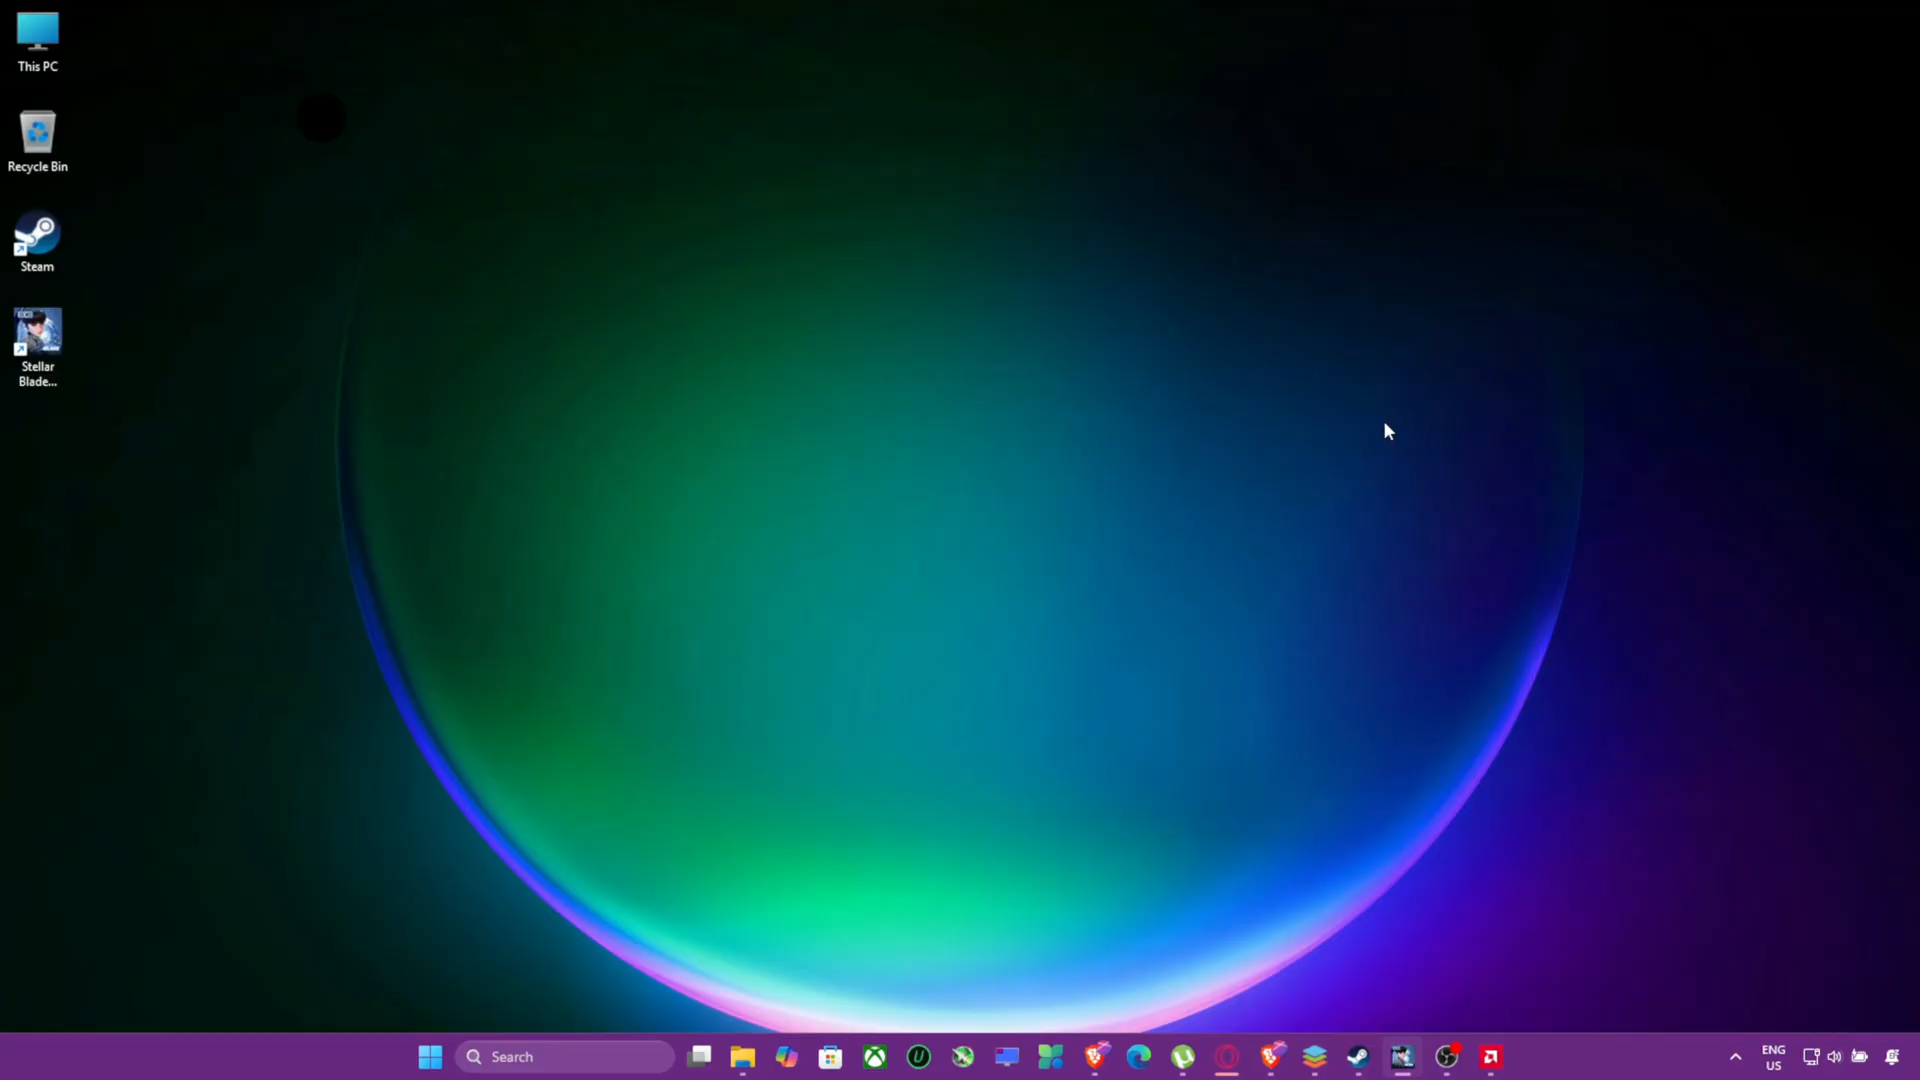 This PC
Recycle Bin
Steam
Stellar
Blade...
Search
ENG
US